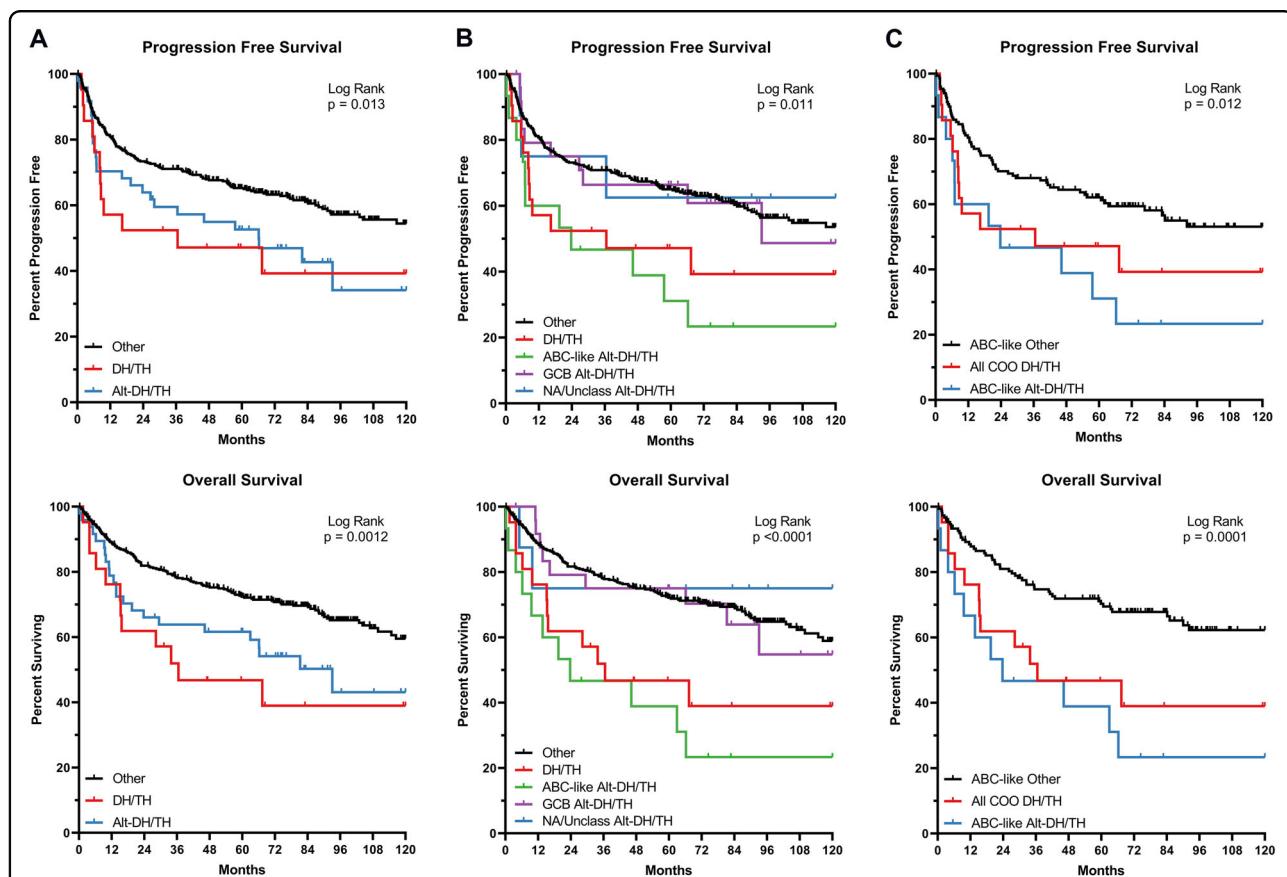 A
Progression Free Survival
Log Rank
p = 0.013
Percent Progression Free
100
80
60
40
20
0
Other
DH/TH
Alt-DH/TH
0 12 24 36 48 60 72 84 96 108 120
Months
B
Progression Free Survival
Log Rank
p = 0.011
Percent Progression Free
100
80
60
40
20
0
Other
DH/TH
ABC-like Alt-DH/TH
GCB Alt-DH/TH
NA/Unclass Alt-DH/TH
0 12 24 36 48 60 72 84 96 108 120
Months
C
Progression Free Survival
Log Rank
p = 0.012
Percent Progression Free
100
80
60
40
20
0
ABC-like Other
All COO DH/TH
ABC-like Alt-DH/TH
0 12 24 36 48 60 72 84 96 108 120
Months
Overall Survival
Log Rank
p = 0.0012
Percent Survivng
100
80
60
40
20
0
Other
DH/TH
Alt-DH/TH
0 12 24 36 48 60 72 84 96 108 120
Months
Overall Survival
Log Rank
p <0.0001
Percent Survivng
100
80
60
40
20
0
Other
DH/TH
ABC-like Alt-DH/TH
GCB Alt-DH/TH
NA/Unclass Alt-DH/TH
0 12 24 36 48 60 72 84 96 108 120
Months
Overall Survival
Log Rank
p = 0.0001
Percent Survivng
100
80
60
40
20
0
ABC-like Other
All COO DH/TH
ABC-like Alt-DH/TH
0 12 24 36 48 60 72 84 96 108 120
Months